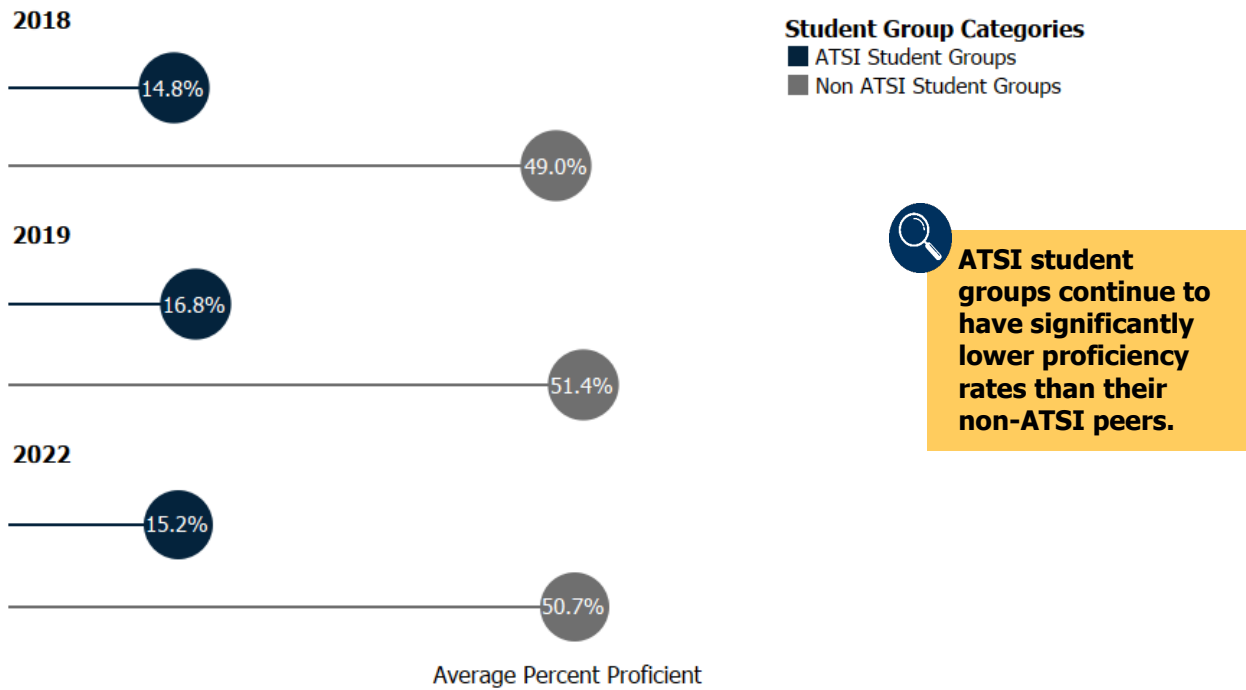 2018
14.8%
49.0%
2019
16.8%
51.4%
2022
15.2%
50.7%
Average Percent Proficient
Student Group Categories
ATSI Student Groups
Non ATSI Student Groups
ATSI student
groups continue to
have significantly
lower proficiency
rates than their
non-ATSI peers.